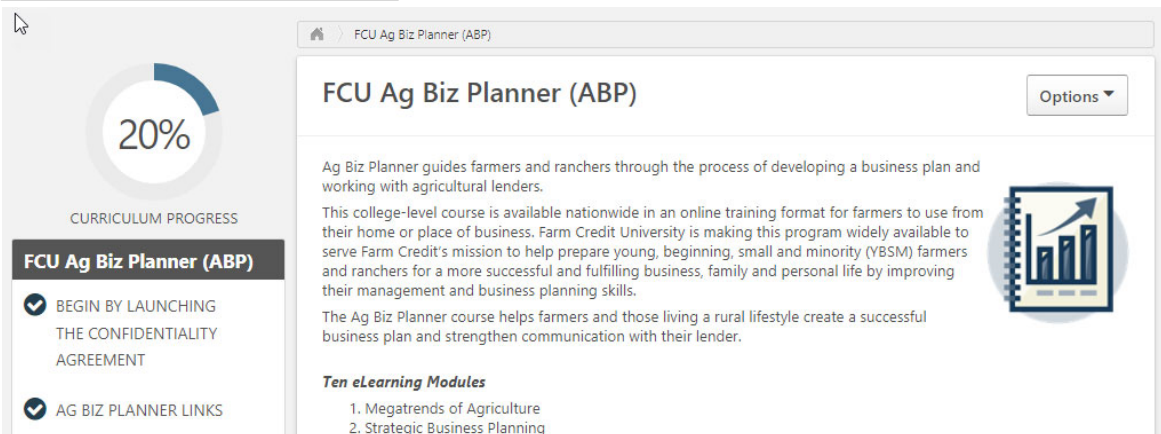 FCU Ag Biz Planner (ABP)
20%
CURRICULUM PROGRESS
FCU Ag Biz Planner (ABP)
BEGIN BY LAUNCHING
THE CONFIDENTIALITY
AGREEMENT
AG BIZ PLANNER LINKS
FCU Ag Biz Planner (ABP)
Options
Ag Biz Planner guides farmers and ranchers through the process of developing a business plan and
working with agricultural lenders.
This college-level course is available nationwide in an online training format for farmers to use from
their home or place of business. Farm Credit University is making this program widely available to
serve Farm Credit's mission to help prepare young, beginning, small and minority (YBSM) farmers
and ranchers for a more successful and fulfilling business, family and personal life by improving
their management and business planning skills.
The Ag Biz Planner course helps farmers and those living a rural lifestyle create a successful
business plan and strengthen communication with their lender.
Ten eLearning Modules
1. Megatrends of Agriculture
2. Strategic Business Planning